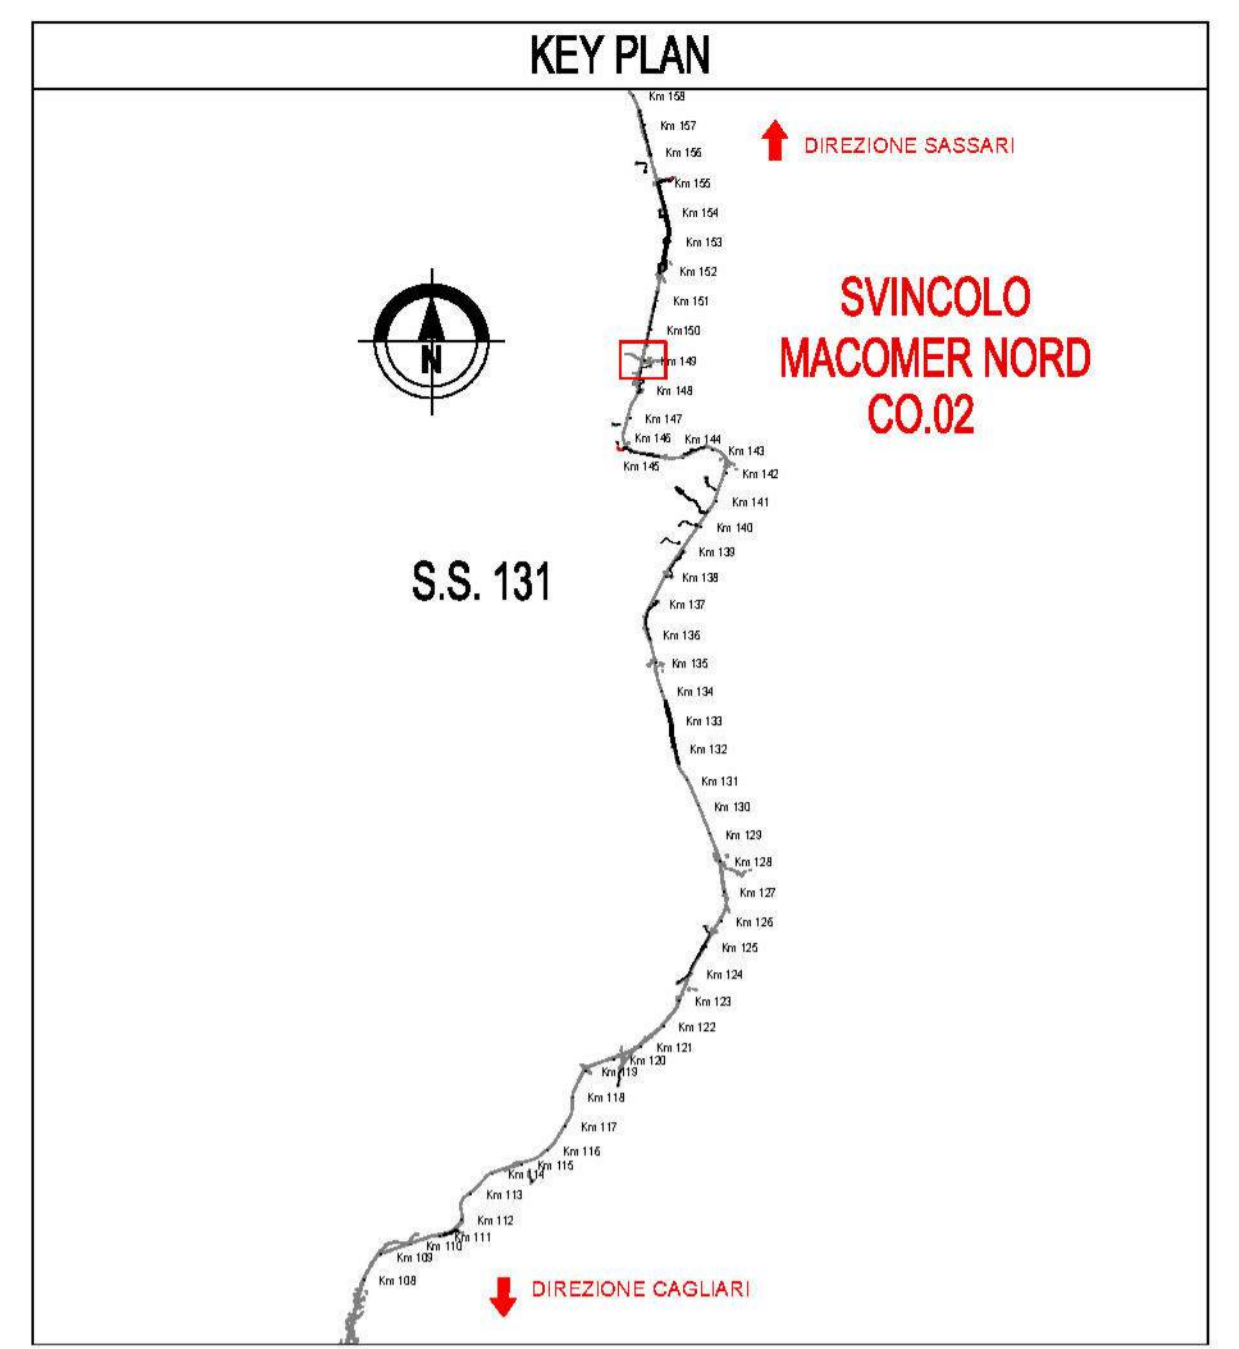 KEY PLAN
Km 158
Km 157
DIREZIONE SASSARI
Km 156
Km 155
Km 154
Km 153
Km 152
SVINCOLO
MACOMER NORD
CO.02
Km 151
Km150
Km 149
N
Km 148
Km 147
Km 146
Km 144
Km 143
Km 145
Km 142
Km 141
Km 140
Km 139
S.S. 131
Km 138
Km 137
Km 136
Km 135
Km 134
Km 133
Km 132
Km 131
Km 130
Km 129
Km 128
Km 127
Km 126
Km 125
Km 124
Km 123
Km 122
Km 121
Km 120
Km 119
Km 118
Km 117
Km 116
Km 115
Km 114
Km 113
Km 112
Km 111
Km 110
Km 109
Km 108
DIREZIONE CAGLIARI